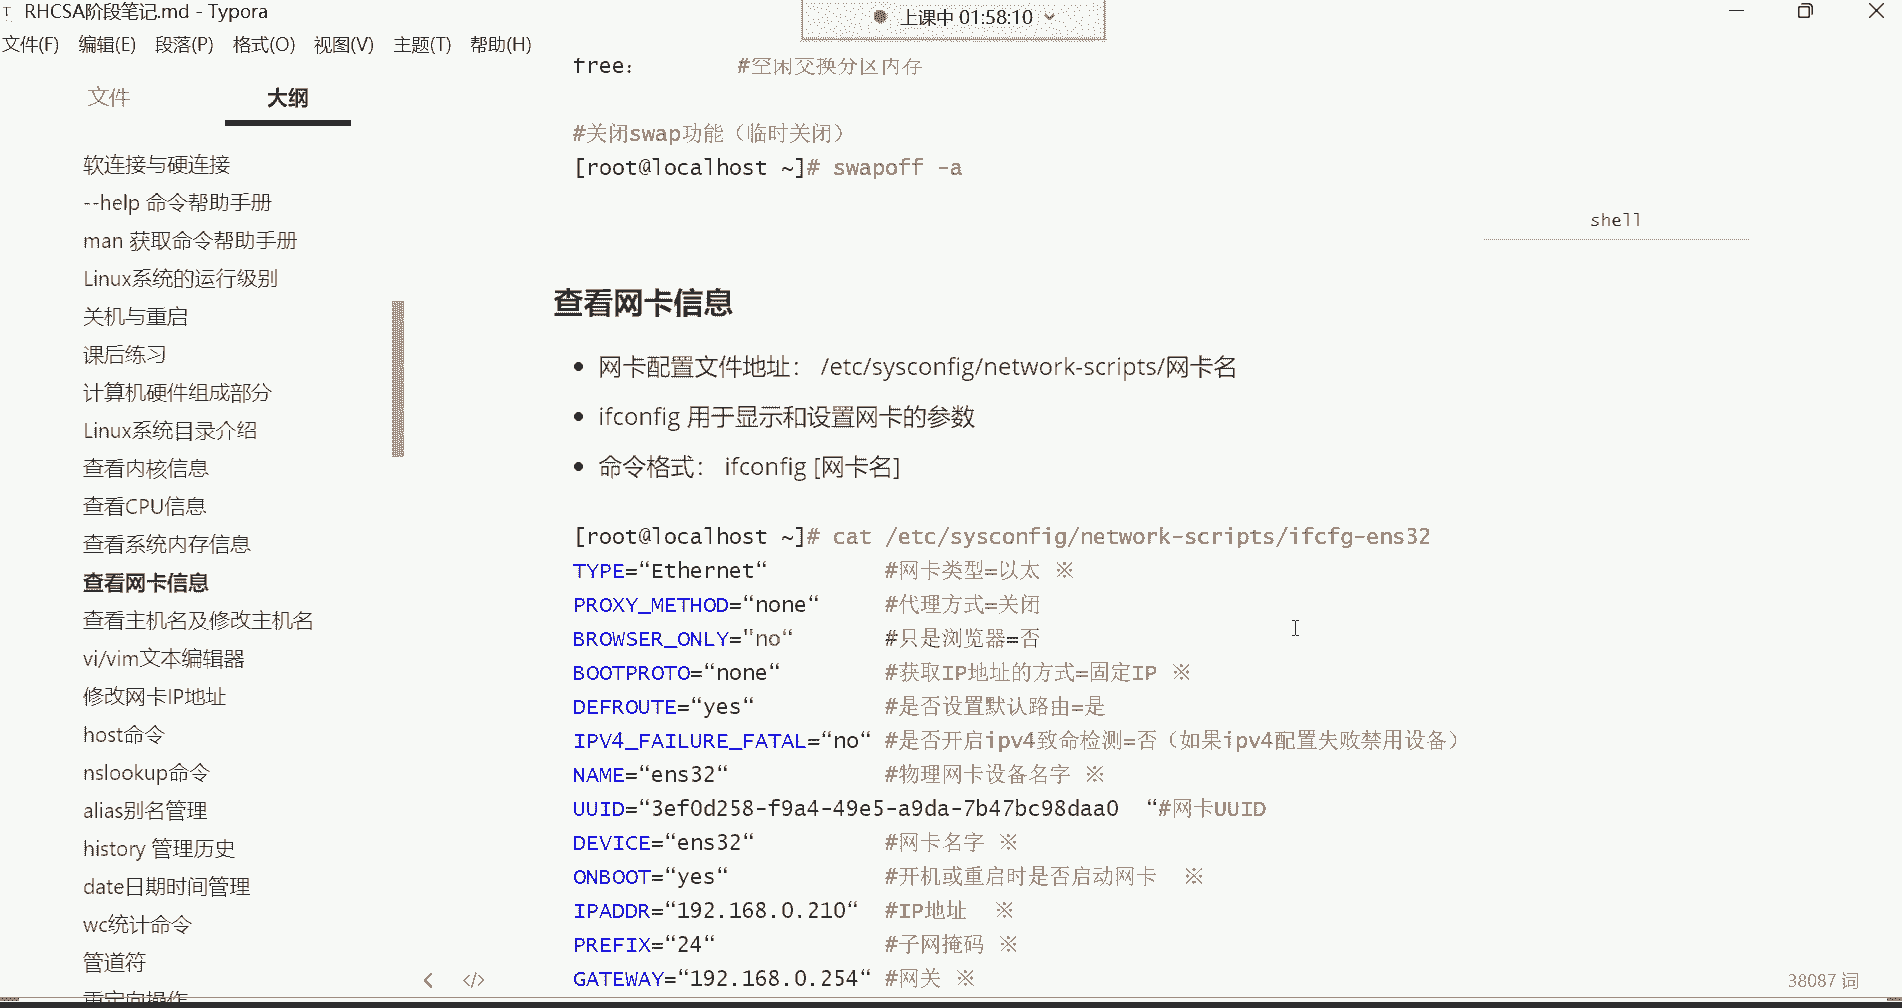 RHCSA阶段笔记.md - Typora
上课中 01:58:10
文件(F) 编辑(E) 段落(P) 格式(O) 视图(V) 主题(T) 帮助(H)
文件 大纲
软连接与硬连接
--help 命令帮助手册
man 获取命令帮助手册
Linux系统的运行级别
关机与重启
课后练习
计算机硬件组成部分
Linux系统目录介绍
查看内核信息
查看CPU信息
查看系统内存信息
查看网卡信息
查看主机名及修改主机名
vi/vim文本编辑器
修改网卡IP地址
host命令
nslookup命令
alias别名管理
history 管理历史
date日期时间管理
wc统计命令
管道符
重定向操作
free： #空闲交换分区内存
#关闭swap功能（临时关闭）
[root@localhost ~]# swapoff -a
shell
查看网卡信息
• 网卡配置文件地址： /etc/sysconfig/network-scripts/网卡名
• ifconfig 用于显示和设置网卡的参数
• 命令格式： ifconfig [网卡名]
[root@localhost ~]# cat /etc/sysconfig/network-scripts/ifcfg-ens32
TYPE=“Ethernet“ #网卡类型=以太 ※
PROXY_METHOD=“none“ #代理方式=关闭
BROWSER_ONLY="no“ #只是浏览器=否
BOOTPROTO=“none“ #获取IP地址的方式=固定IP ※
DEFROUTE=“yes“ #是否设置默认路由=是
IPV4_FAILURE_FATAL=“no“ #是否开启ipv4致命检测=否（如果ipv4配置失败禁用设备）
NAME=“ens32“ #物理网卡设备名字 ※
UUID=“3ef0d258-f9a4-49e5-a9da-7b47bc98daa0 “#网卡UUID
DEVICE=“ens32“ #网卡名字 ※
ONBOOT=“yes“ #开机或重启时是否启动网卡 ※
IPADDR=“192.168.0.210“ #IP地址 ※
PREFIX=“24“ #子网掩码 ※
GATEWAY=“192.168.0.254“ #网关 ※
38087 词